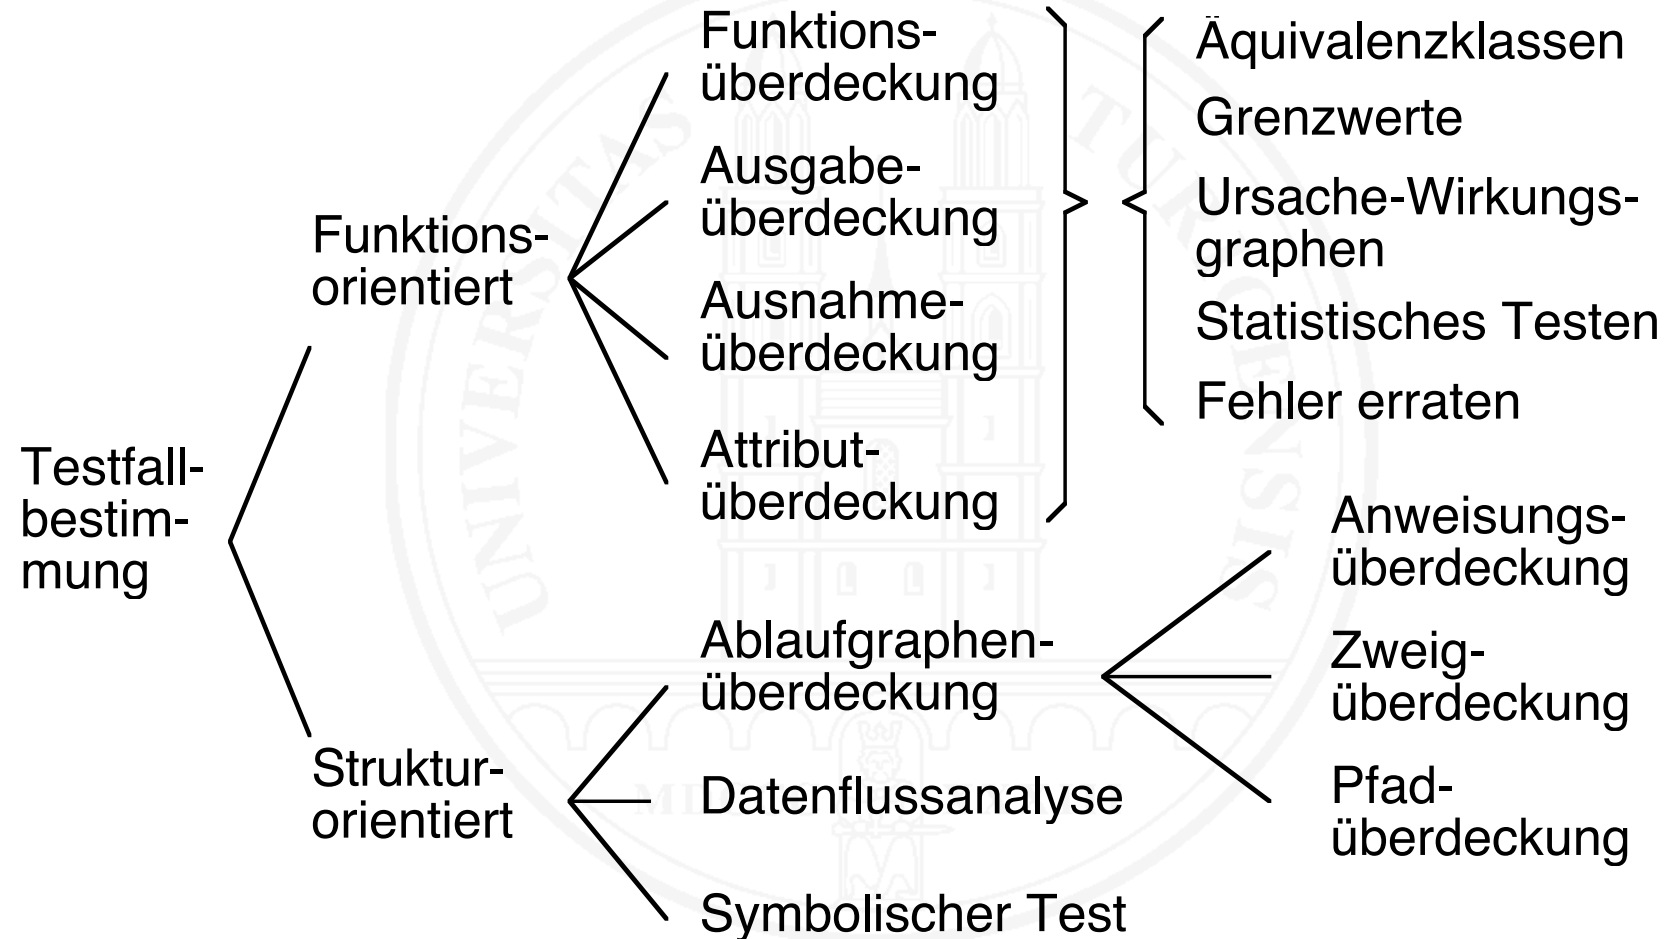 Testfall-
bestim-
mung
Funktions-
orientiert
Struktur-
orientiert
Funktions-
überdeckung
Ausgabe-
überdeckung
Ausnahme-
überdeckung
Attribut-
überdeckung
Äquivalenzklassen
Grenzwerte
Ursache-Wirkungs-
graphen
Statistisches Testen
Fehler erraten
Ablaufgraphen-
überdeckung
Datenflussanalyse
Symbolischer Test
Anweisungs-
überdeckung
Zweig-
überdeckung
Pfad-
überdeckung
UNIVERSITAS